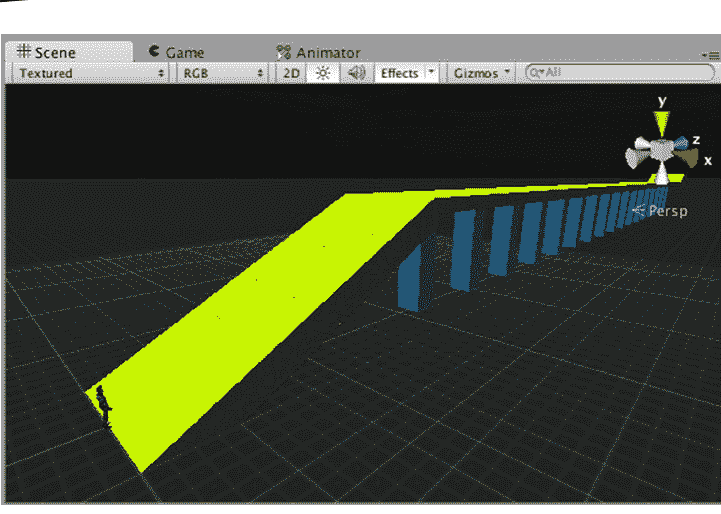 Scene Game Animator
Textured RGB 2D Effects Gizmos All
y
z
x
Persp